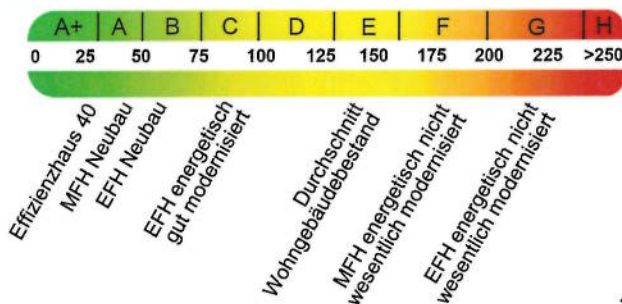 A+ A B C D E F G H
0 25 50 75 100 125 150 175 200 225 >250
Effizienzhaus 40
MFH Neubau
EFH Neubau
EFH energetisch
gut modernisiert
Durchschnitt
Wohngebäudebestand
MFH energetisch nicht
wesentlich modernisiert
EFH energetisch nicht
wesentlich modernisiert